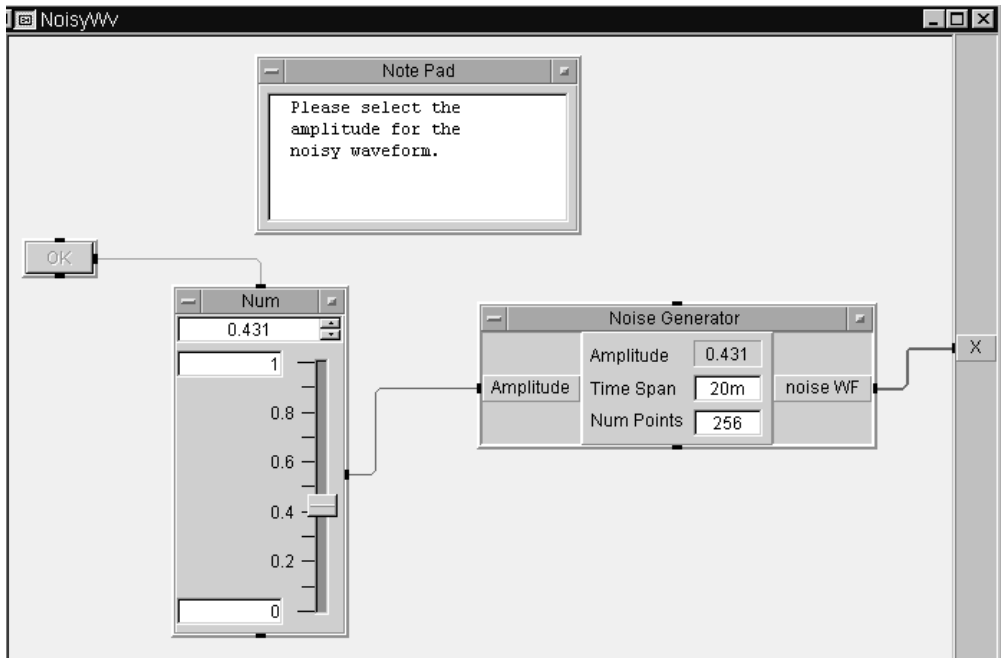 NoisyWv
Note Pad
Please select the
amplitude for the
noisy waveform.
OK
Num
0.431
1
0.8
0.6
0.4
0.2
0
Noise Generator
Amplitude
Amplitude 0.431
Time Span 20m
Num Points 256
noise WF
X